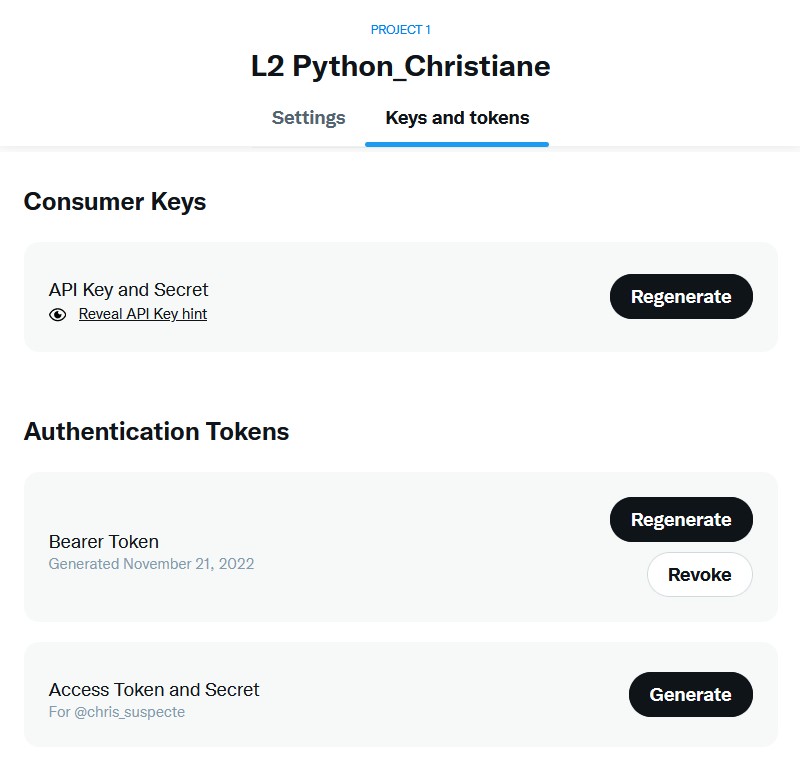 PROJECT 1
L2 Python_Christiane
Settings
Keys and tokens
Consumer Keys
API Key and Secret
Reveal API Key hint
Regenerate
Authentication Tokens
Bearer Token
Generated November 21, 2022
Regenerate
Revoke
Access Token and Secret
For @chris_suspecte
Generate